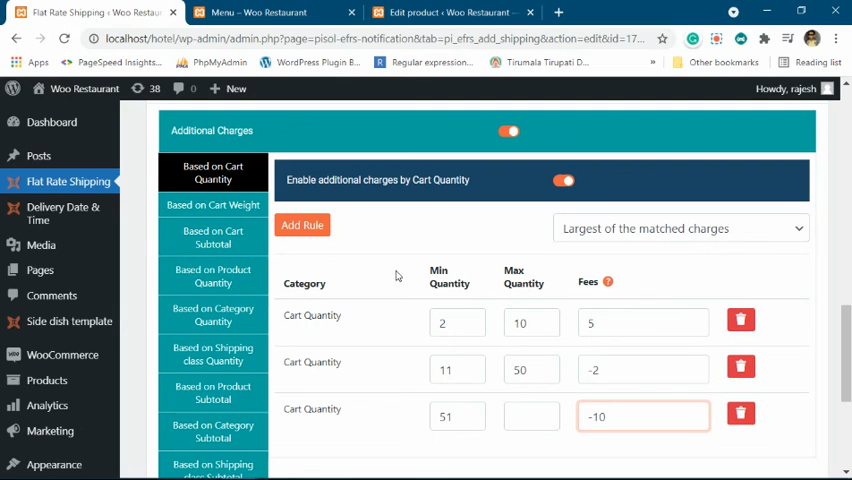 Flat Rate Shipping ‹ Woo Restaur
Menu – Woo Restaurant
Edit product ‹ Woo Restaurant —
localhost/hotel/wp-admin/admin.php?page=pisol-efrs-notification&tab=pi_efrs_add_shipping&action=edit&id=17...
Apps
PageSpeed Insights...
PhpMyAdmin
WordPress Plugin B...
Regular expression...
Tirumala Tirupati D...
»
Other bookmarks
Reading list
Woo Restaurant
38
0
New
Howdy, rajesh
Dashboard
Posts
Flat Rate Shipping
Delivery Date &
Time
Media
Pages
Comments
Side dish template
WooCommerce
Products
Analytics
Marketing
Appearance
Additional Charges
Based on Cart
Quantity
Based on Cart Weight
Based on Cart
Subtotal
Based on Product
Quantity
Based on Category
Quantity
Based on Shipping
class Quantity
Based on Product
Subtotal
Based on Category
Subtotal
Based on Shipping
class Subtotal
Enable additional charges by Cart Quantity
Add Rule
Largest of the matched charges
Category
Min
Quantity
Max
Quantity
Fees ?
Cart Quantity
2
10
5
Cart Quantity
11
50
-2
Cart Quantity
51
-10